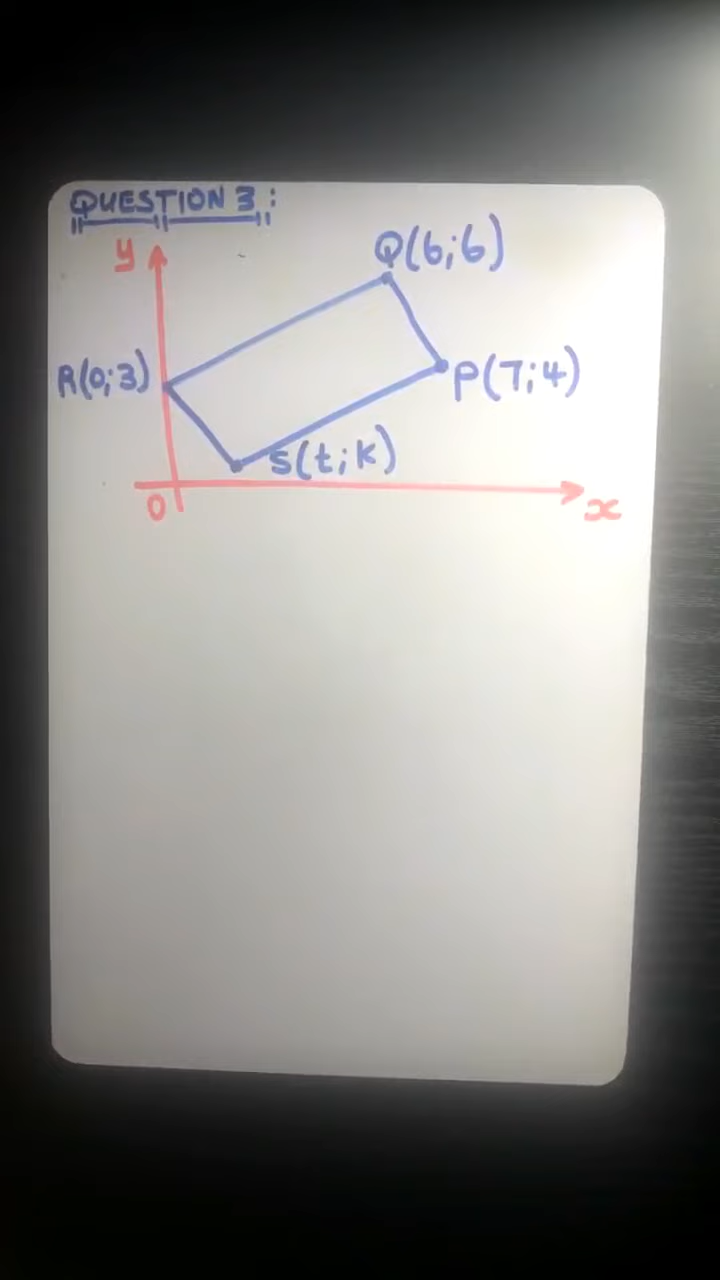 QUESTION 3:
y
Q(6;6)
R(0;3)
P(7;4)
S(t;k)
0
x